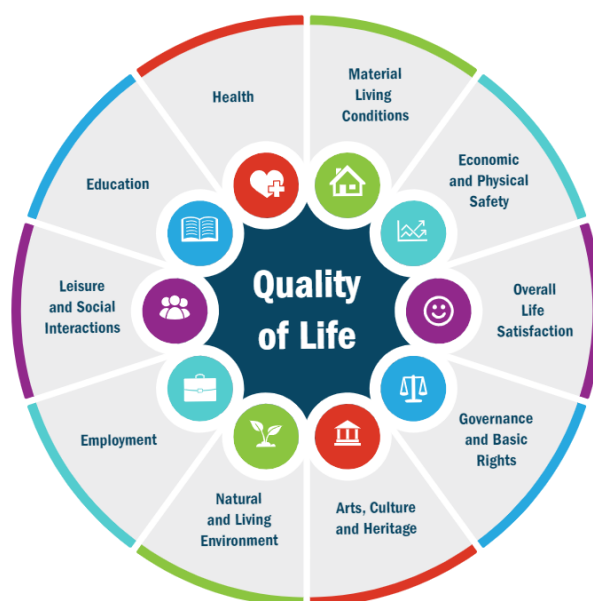 Quality
of Life
Material
Living
Conditions
Economic
and Physical
Safety
Overall
Life
Satisfaction
Governance
and Basic
Rights
Arts, Culture
and Heritage
Natural
and Living
Environment
Employment
Leisure
and Social
Interactions
Education
Health